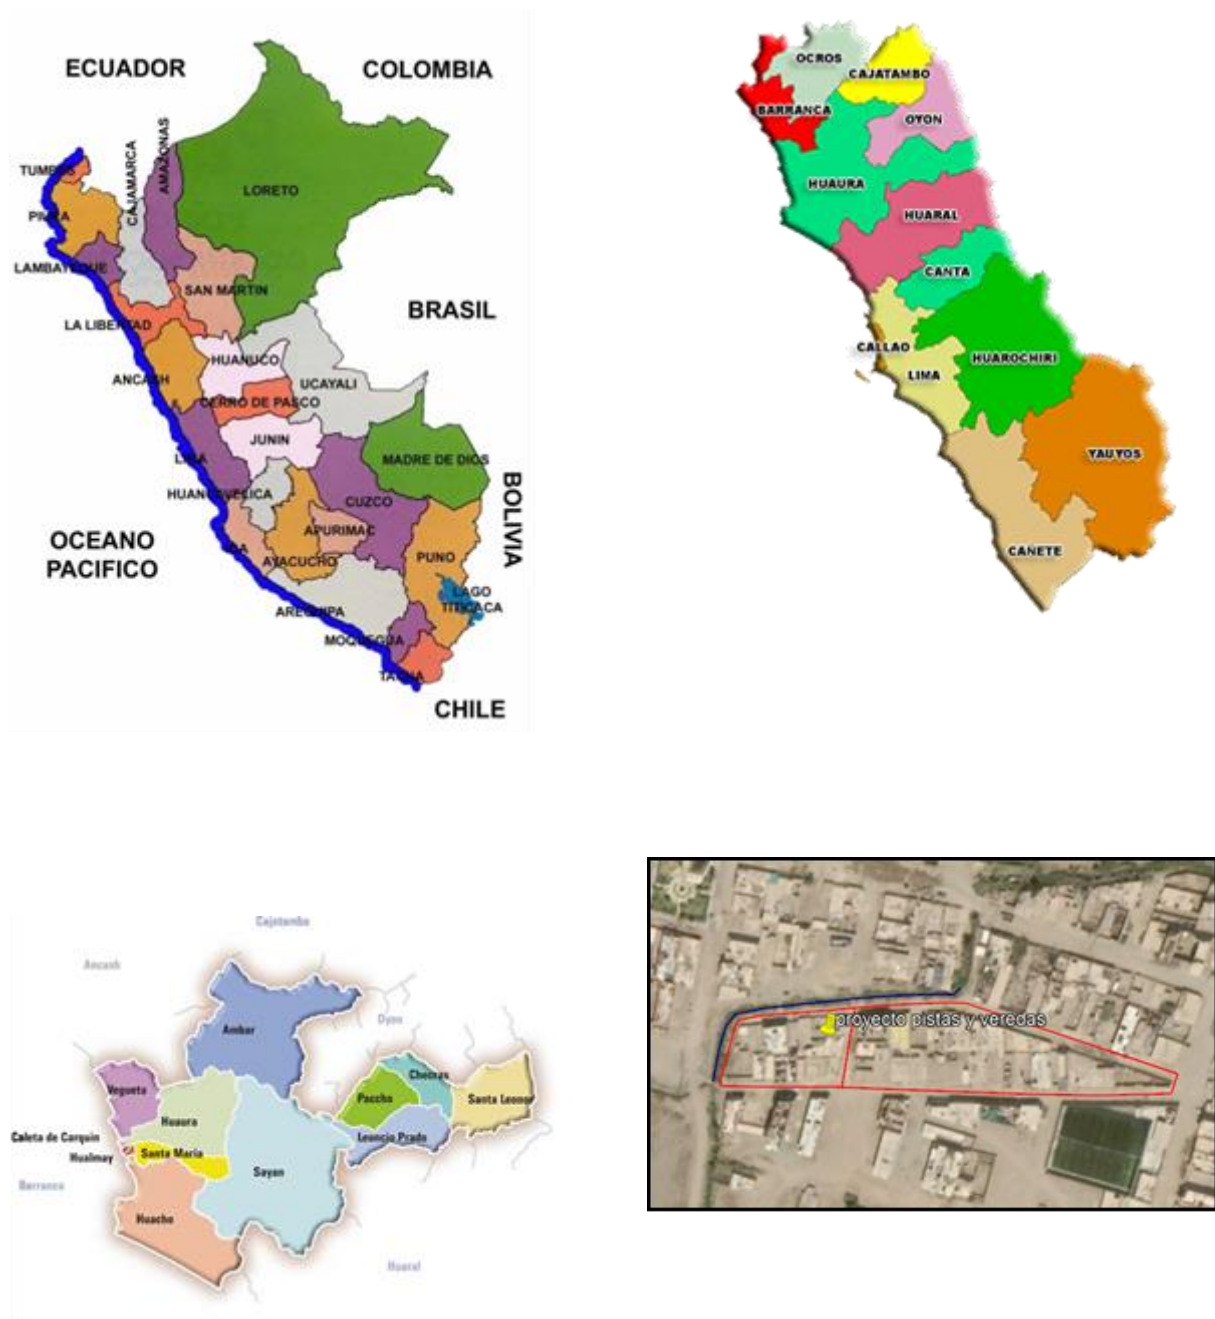 ECUADOR
COLOMBIA
TUMBES
CAJAMARCA
AMAZONAS
LORETO
PIURA
LAMBAYEQUE
SAN MARTIN
BRASIL
LA LIBERTAD
HUANUCO
ANCASH
UCAYALI
CERRO DE PASCO
JUNIN
LIMA
MADRE DE DIOS
HUANCAVELICA
CUZCO
BOLIVIA
APURIMAC
OCEANO
PACIFICO
ICA
AYACUCHO
PUNO
LAGO
TITICACA
AREQUIPA
MOQUEGUA
TACNA
CHILE
OCROS
CAJATAMBO
BARRANCA
OYON
HUAURA
HUARAL
CANTA
CALLAO
HUAROCHIRI
LIMA
YAUYOS
CAÑETE
Cajatambo
Ancash
Oyon
Ambar
Checras
Vegueta
Paccho
Santa Leonor
Huaura
Caleta de Carquin
Leoncio Prado
Hualmay
Santa Maria
Sayan
Barranca
Huacho
Huaral
proyecto pistas y veredas